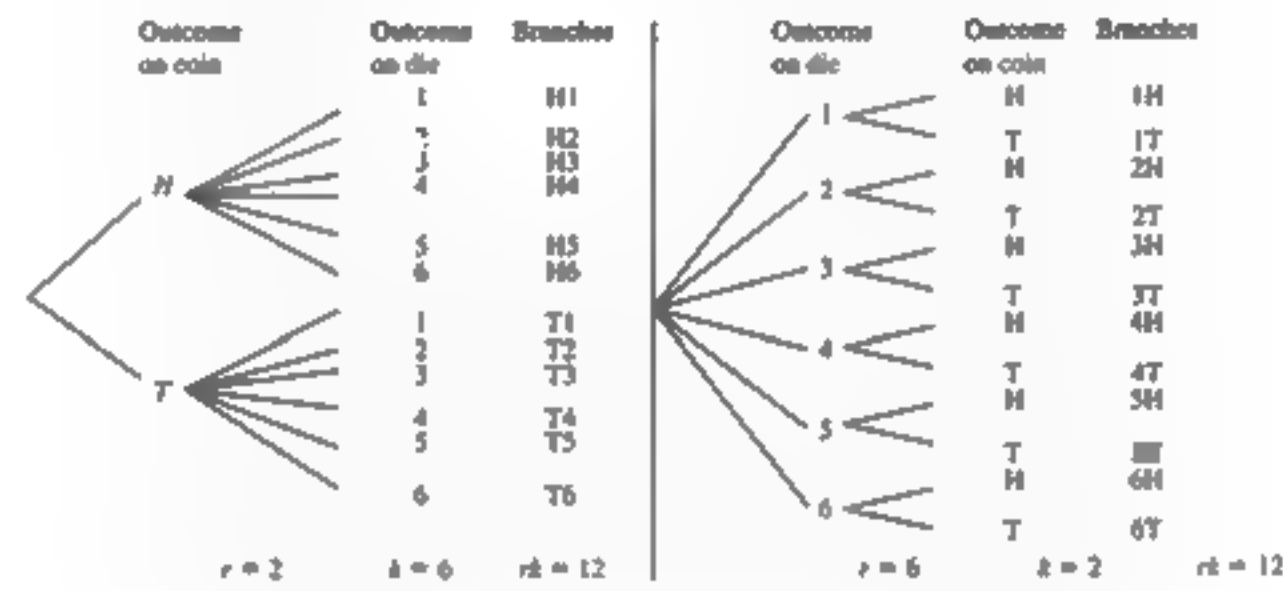 Outcome Outcome Branches
on coin on die
1 H1
2 H2
3 H3
H 4 H4
5 H5
6 H6
1 T1
2 T2
T 3 T3
4 T4
5 T5
6 T6
r = 2 k = 6 rk = 12
Outcome Outcome Branches
on die on coin
1 H 1H
T 1T
2 H 2H
T 2T
3 H 3H
T 3T
4 H 4H
T 4T
5 H 5H
T
6 H 6H
T 6T
r = 6 k = 2 rk = 12